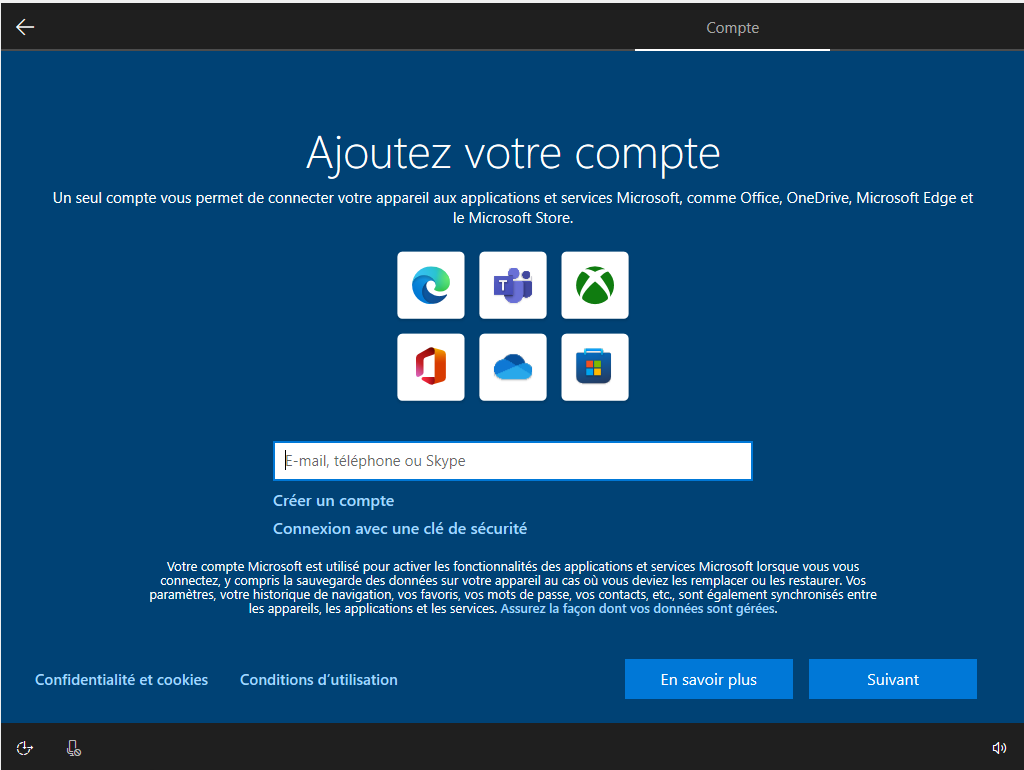 Compte
Ajoutez votre compte
Un seul compte vous permet de connecter votre appareil aux applications et services Microsoft, comme Office, OneDrive, Microsoft Edge et
le Microsoft Store.
T
E-mail, téléphone ou Skype
Créer un compte
Connexion avec une clé de sécurité
Votre compte Microsoft est utilisé pour activer les fonctionnalités des applications et services Microsoft lorsque vous vous
connectez, y compris la sauvegarde des données sur votre appareil au cas où vous deviez les remplacer ou les restaurer. Vos
paramètres, votre historique de navigation, vos favoris, vos mots de passe, vos contacts, etc., sont également synchronisés entre
les appareils, les applications et les services. Assurez la façon dont vos données sont gérées.
Confidentialité et cookies
Conditions d’utilisation
En savoir plus
Suivant